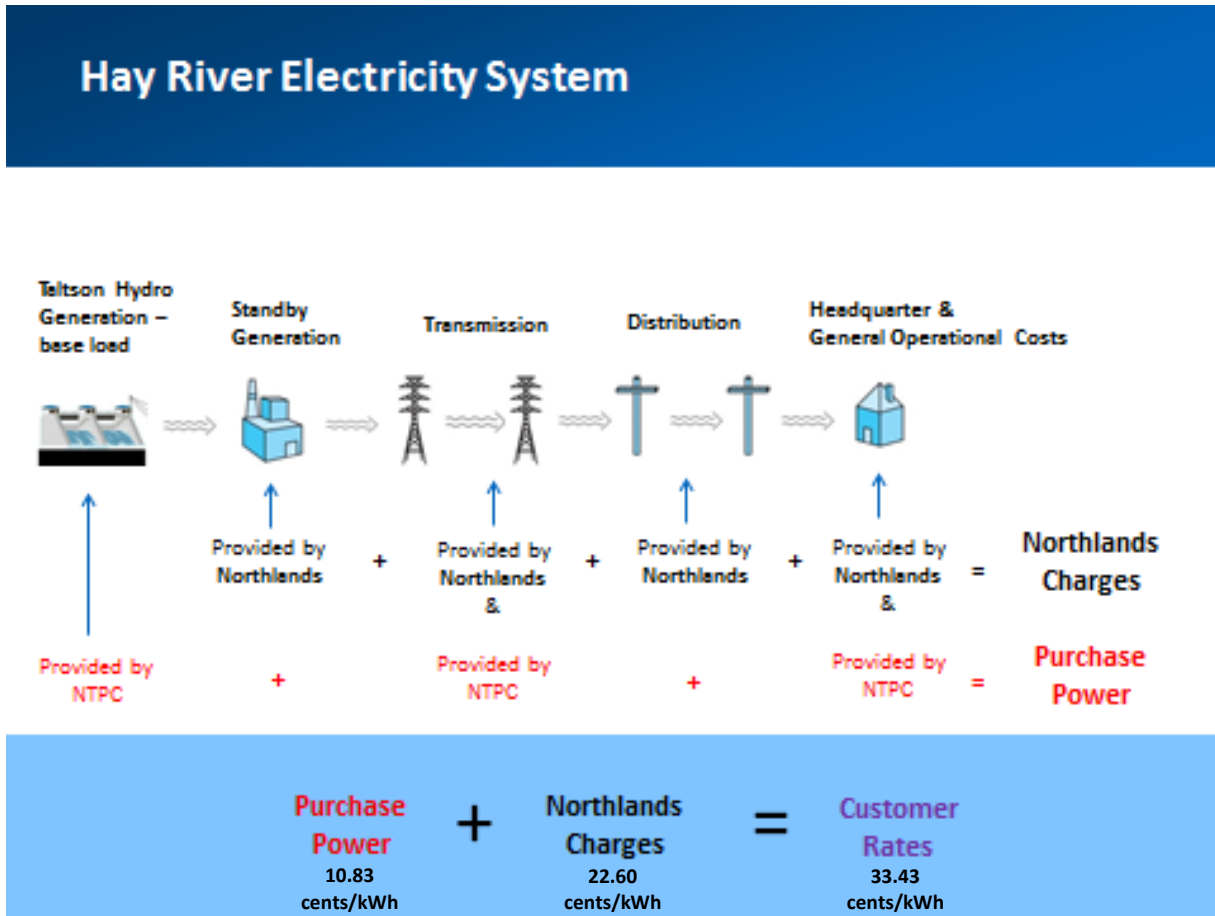 Hay River Electricity System
Taltson Hydro
Generation –
base load
Standby
Generation
Transmission
Distribution
Headquarter &
General Operational Costs
Provided by
Northlands
+
Provided by
Northlands
&
+
Provided by
Northlands
+
Provided by
Northlands
&
=
Northlands
Charges
Provided by
NTPC
+
Provided by
NTPC
+
Provided by
NTPC
=
Purchase
Power
Purchase
Power
10.83
cents/kWh
+
Northlands
Charges
22.60
cents/kWh
=
Customer
Rates
33.43
cents/kWh